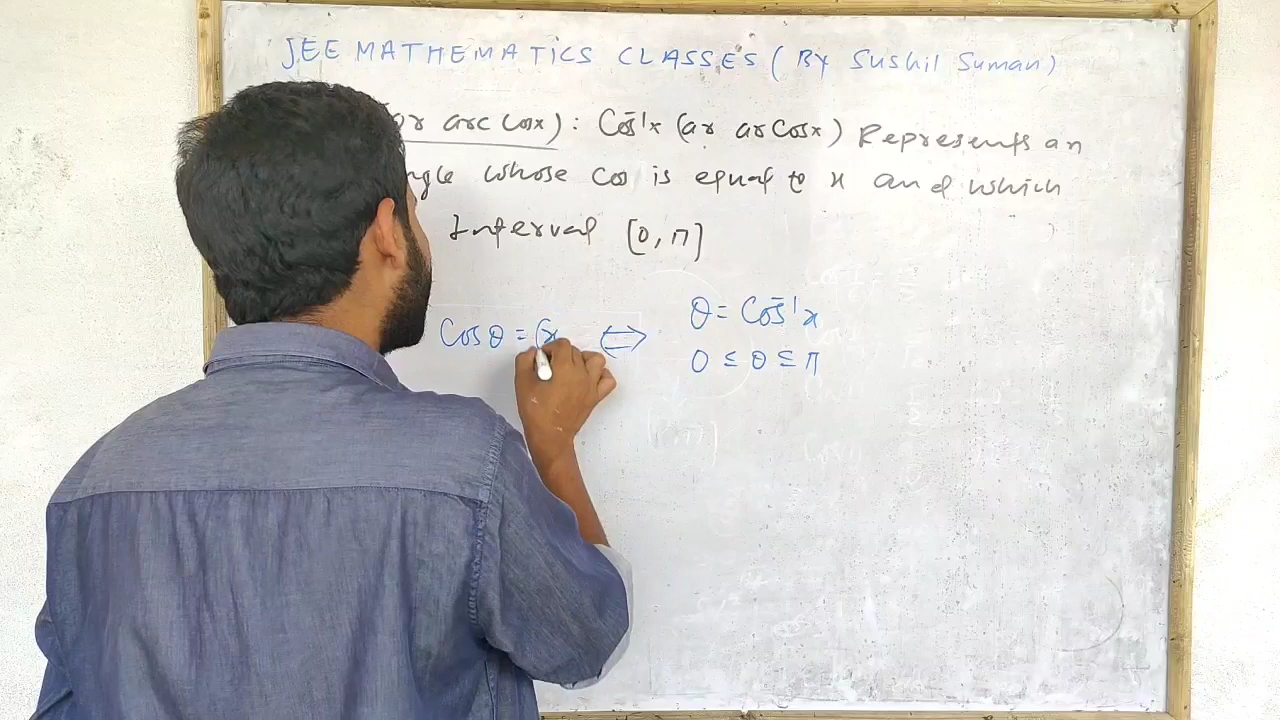 JEE MATHEMATICS CLASSES (By Sushil Suman)
or arc cosx) : Cos⁻¹x (or arcosx) Represents an
ngle whose Cos is equal to x and which
Interval [0,π]
θ = Cos⁻¹x
Cosθ = (x ⇔
0 ≤ θ ≤ π